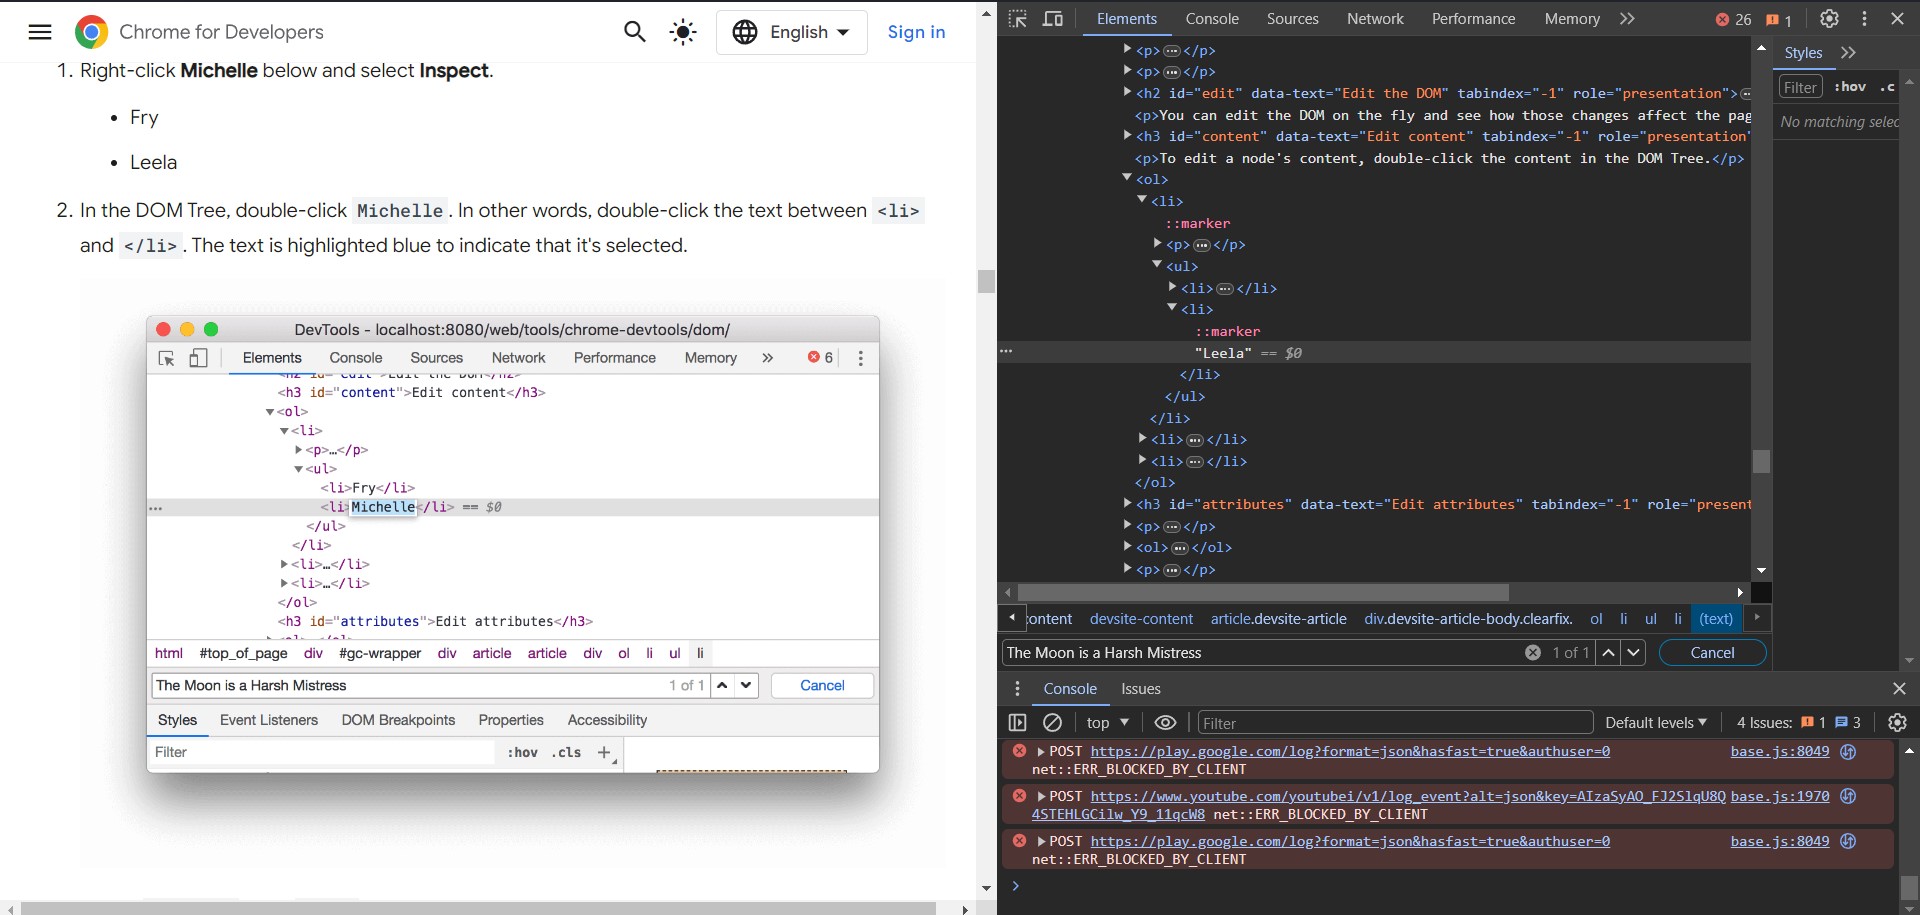 Chrome for Developers
English
Sign in
1. Right-click Michelle below and select Inspect.
Fry
Leela
2. In the DOM Tree, double-click Michelle. In other words, double-click the text between <li>
and </li>. The text is highlighted blue to indicate that it's selected.
DevTools - localhost:8080/web/tools/chrome-devtools/dom/
Elements Console Sources Network Performance Memory » 6
<h2 id="edit">Edit the DOM</h2>
<h3 id="content">Edit content</h3>
<ol>
<li>
<p>…</p>
<ul>
<li>Fry</li>
<li>Michelle</li> == $0
</ul>
</li>
<li>…</li>
<li>…</li>
</ol>
<h3 id="attributes">Edit attributes</h3>
html #top_of_page div #gc-wrapper div article article div ol li ul li
The Moon is a Harsh Mistress 1 of 1 Cancel
Styles Event Listeners DOM Breakpoints Properties Accessibility
Filter :hov .cls +
Elements Console Sources Network Performance Memory » 26 1
<p>…</p>
<p>…</p>
<h2 id="edit" data-text="Edit the DOM" tabindex="-1" role="presentation">…
<p>You can edit the DOM on the fly and see how those changes affect the pag
<h3 id="content" data-text="Edit content" tabindex="-1" role="presentation"
<p>To edit a node's content, double-click the content in the DOM Tree.</p>
<ol>
<li>
::marker
<p>…</p>
<ul>
<li>…</li>
<li>
::marker
"Leela" == $0
</li>
</ul>
</li>
<li>…</li>
<li>…</li>
</ol>
<h3 id="attributes" data-text="Edit attributes" tabindex="-1" role="present
<p>…</p>
<ol>…</ol>
<p>…</p>
Styles »
Filter :hov .c
No matching selec
content devsite-content article.devsite-article div.devsite-article-body.clearfix. ol li ul li (text)
The Moon is a Harsh Mistress 1 of 1 Cancel
Console Issues
top Filter Default levels 4 Issues: 1 3
POST https://play.google.com/log?format=json&hasfast=true&authuser=0 base.js:8049
net::ERR_BLOCKED_BY_CLIENT
POST https://www.youtube.com/youtubei/v1/log_event?alt=json&key=AIzaSyAO_FJ2SlqU8Q base.js:1970
4STEHLGCilw_Y9_11qcW8 net::ERR_BLOCKED_BY_CLIENT
POST https://play.google.com/log?format=json&hasfast=true&authuser=0 base.js:8049
net::ERR_BLOCKED_BY_CLIENT